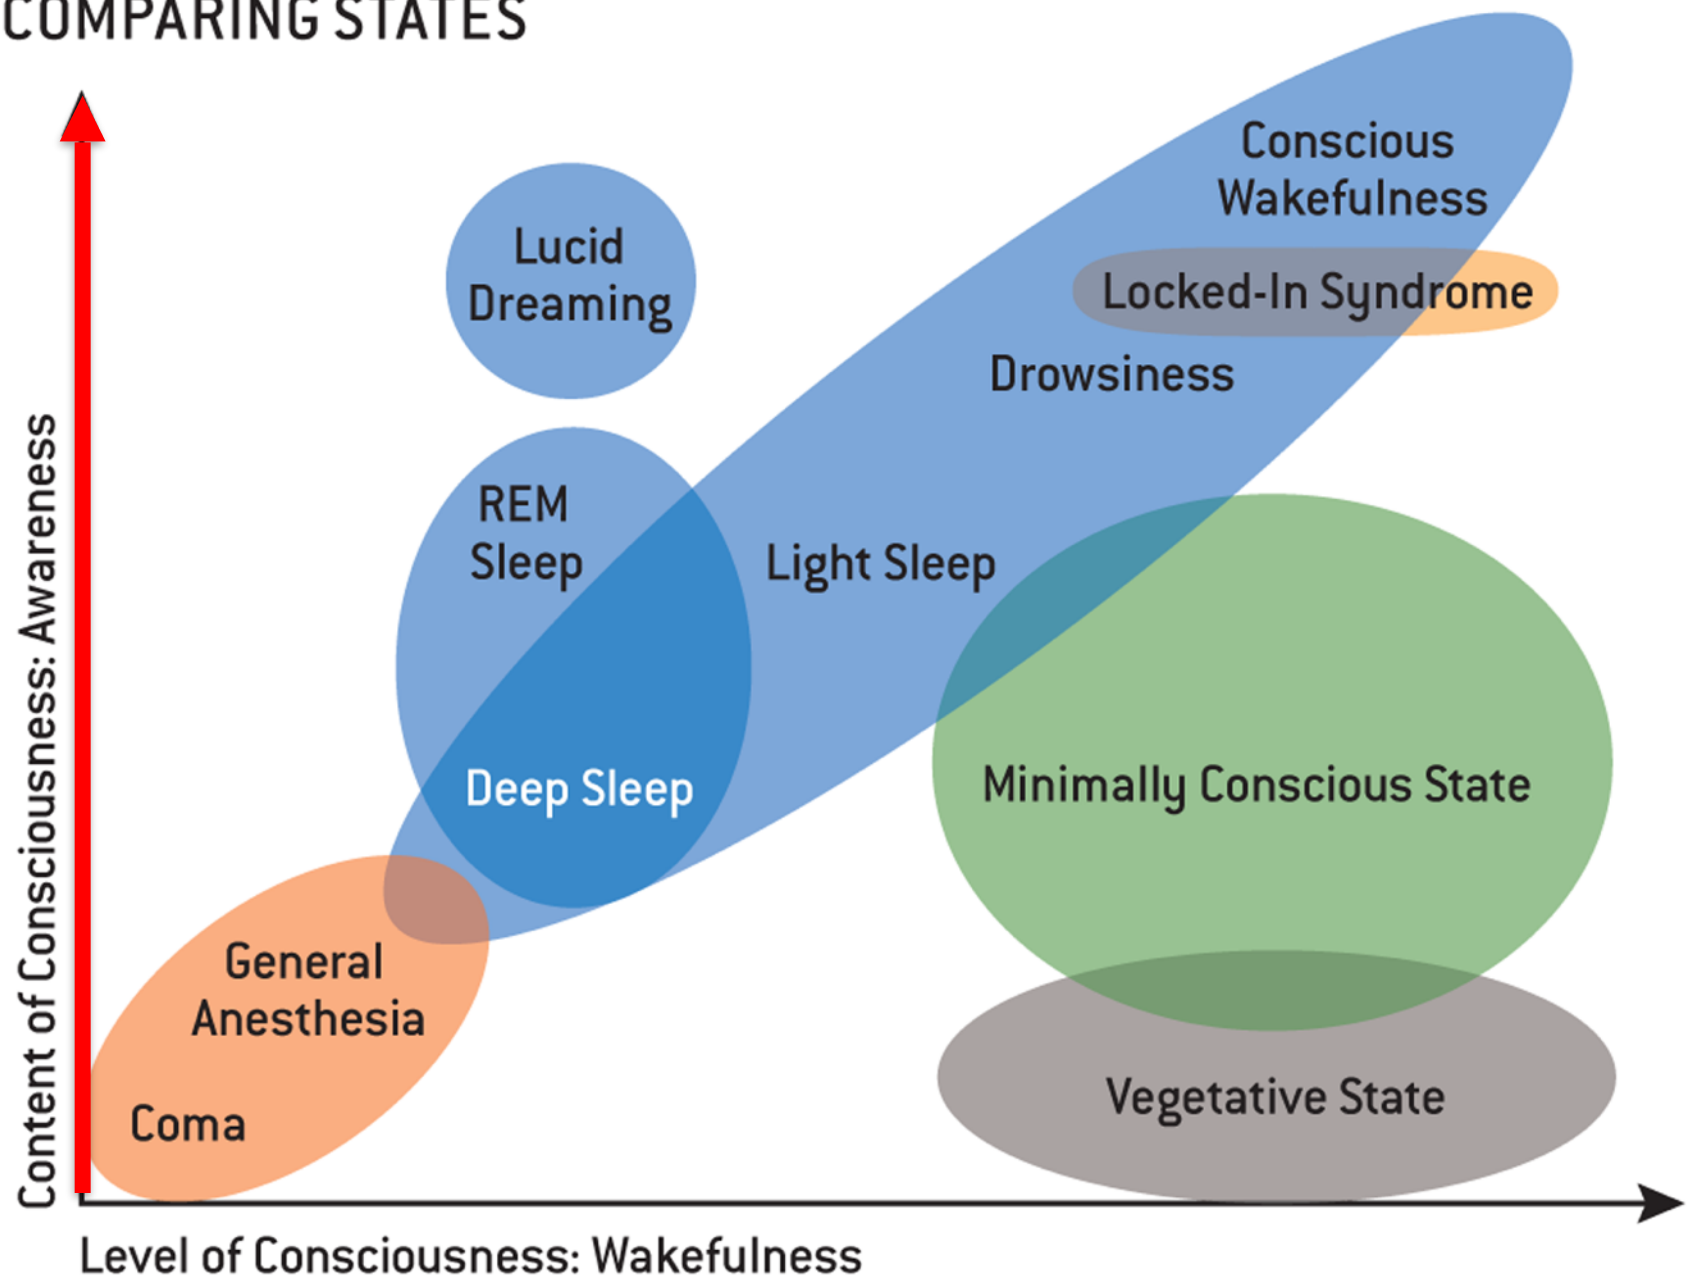 COMPARING STATES
Content of Consciousness: Awareness
Conscious
Wakefulness
Lucid
Dreaming
Locked-In Syndrome
Drowsiness
REM
Sleep
Light Sleep
Deep Sleep
Minimally Conscious State
General
Anesthesia
Coma
Vegetative State
Level of Consciousness: Wakefulness